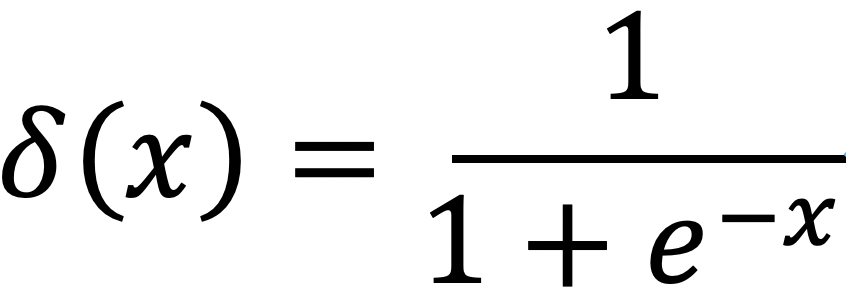 δ(x) = 1 / (1 + e^{-x})